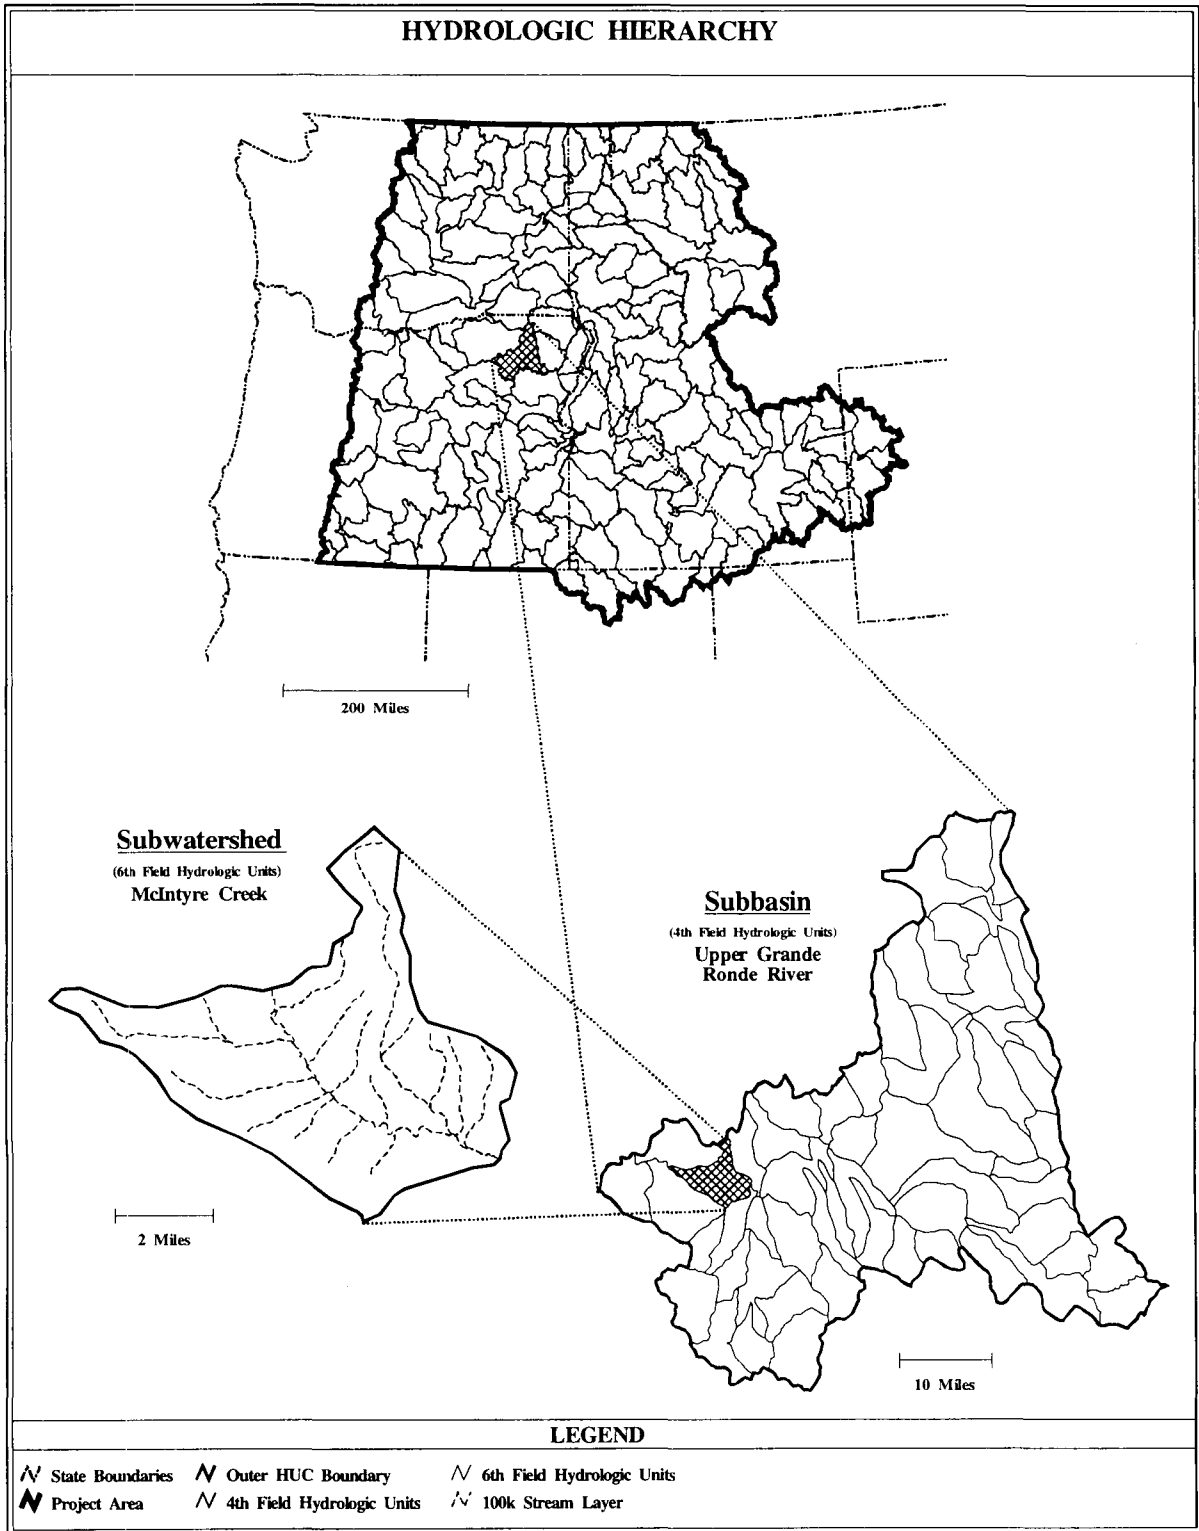 HYDROLOGIC HIERARCHY
200 Miles
Subwatershed
(6th Field Hydrologic Units)
McIntyre Creek
Subbasin
(4th Field Hydrologic Units)
Upper Grande
Ronde River
2 Miles
10 Miles
LEGEND
State Boundaries
Outer HUC Boundary
6th Field Hydrologic Units
Project Area
4th Field Hydrologic Units
100k Stream Layer